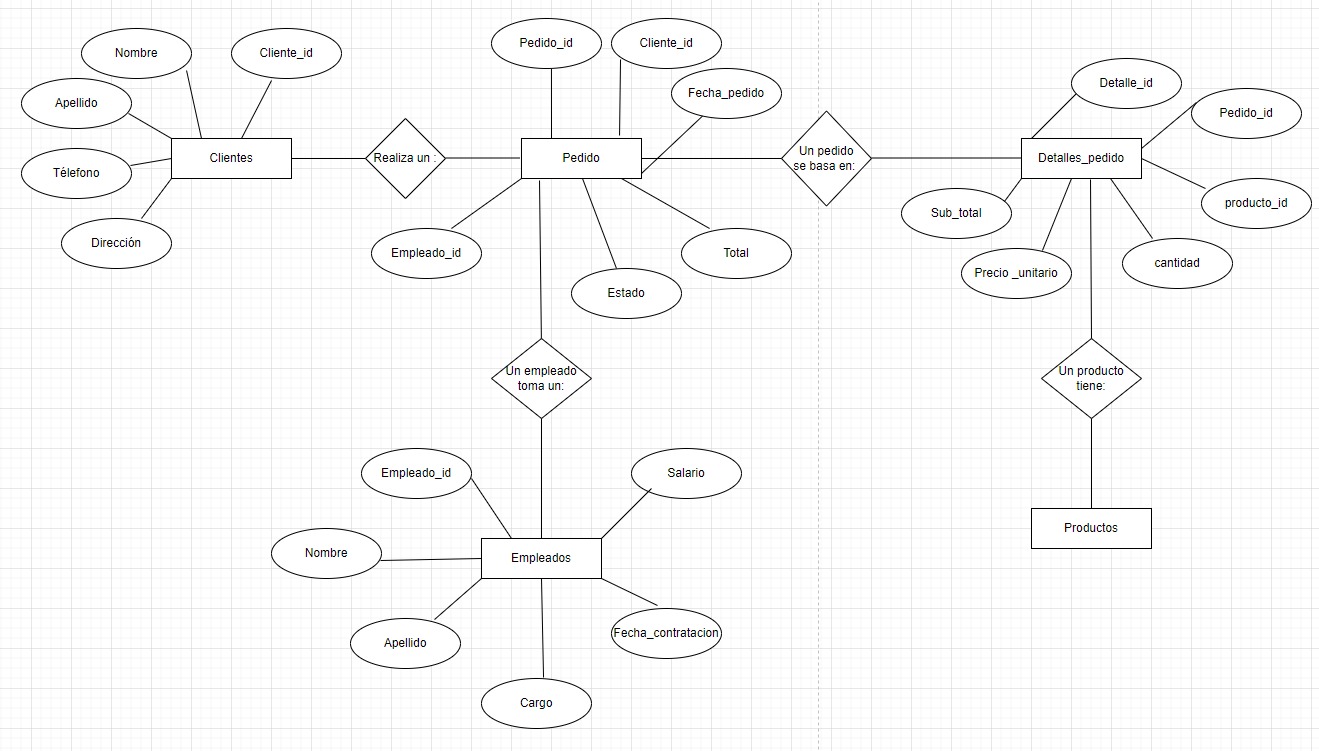 Nombre
Cliente_id
Apellido
Télefono
Dirección
Clientes
Realiza un :
Pedido_id
Cliente_id
Fecha_pedido
Pedido
Empleado_id
Estado
Total
Un pedido
se basa en:
Detalle_id
Pedido_id
Detalles_pedido
producto_id
Sub_total
Precio _unitario
cantidad
Un empleado
toma un:
Un producto
tiene:
Empleado_id
Salario
Nombre
Empleados
Productos
Apellido
Fecha_contratacion
Cargo